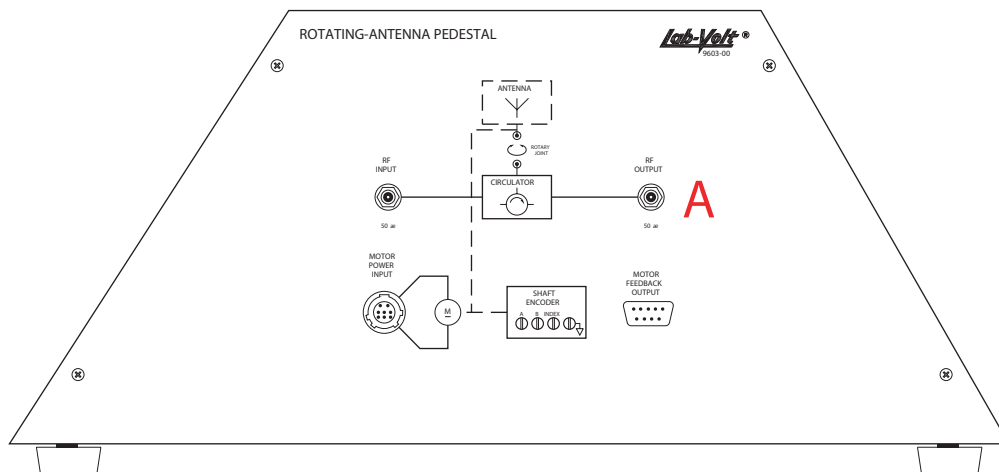 ROTATING-ANTENNA PEDESTAL
Lab-Volt ®
9603-00
ANTENNA
ROTARY
JOINT
RF
INPUT
CIRCULATOR
RF
OUTPUT
A
50 æ
50 æ
MOTOR
POWER
INPUT
M
SHAFT
ENCODER
A B INDEX
MOTOR
FEEDBACK
OUTPUT